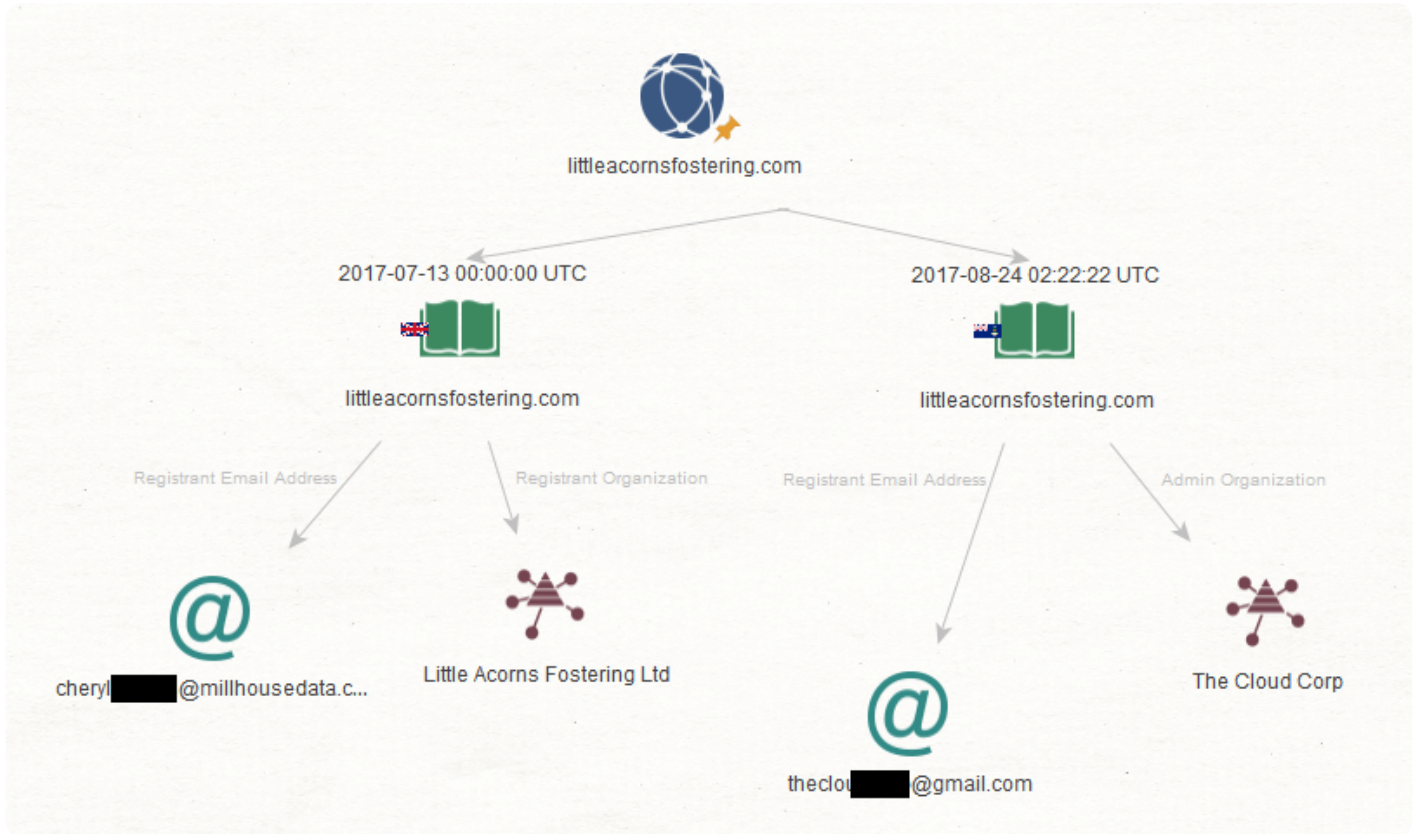 littleacornsfostering.com
2017-07-13 00:00:00 UTC
2017-08-24 02:22:22 UTC
littleacornsfostering.com
littleacornsfostering.com
Registrant Email Address
Registrant Organization
Registrant Email Address
Admin Organization
cheryl @millhousedata.c...
Little Acorns Fostering Ltd
The Cloud Corp
theclou @gmail.com